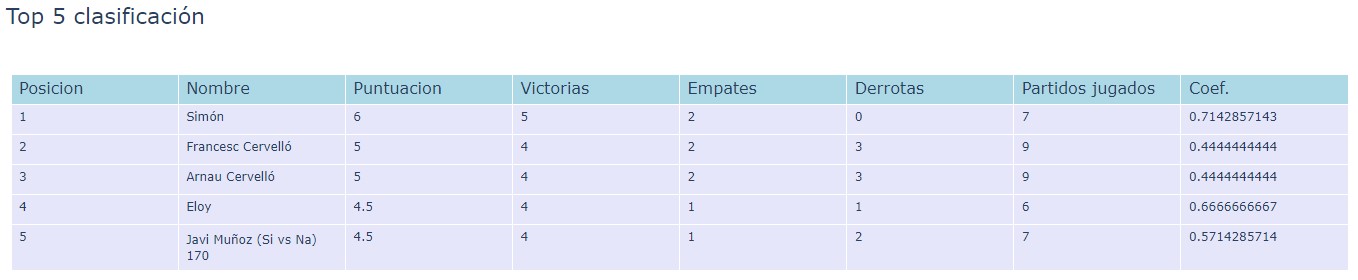 Top 5 clasificación
Posicion Nombre Puntuacion Victorias Empates Derrotas Partidos jugados Coef.
1 Simón 6 5 2 0 7 0.7142857143
2 Francesc Cervelló 5 4 2 3 9 0.4444444444
3 Arnau Cervelló 5 4 2 3 9 0.4444444444
4 Eloy 4.5 4 1 1 6 0.6666666667
5 Javi Muñoz (Si vs Na) 4.5 4 1 2 7 0.5714285714
170